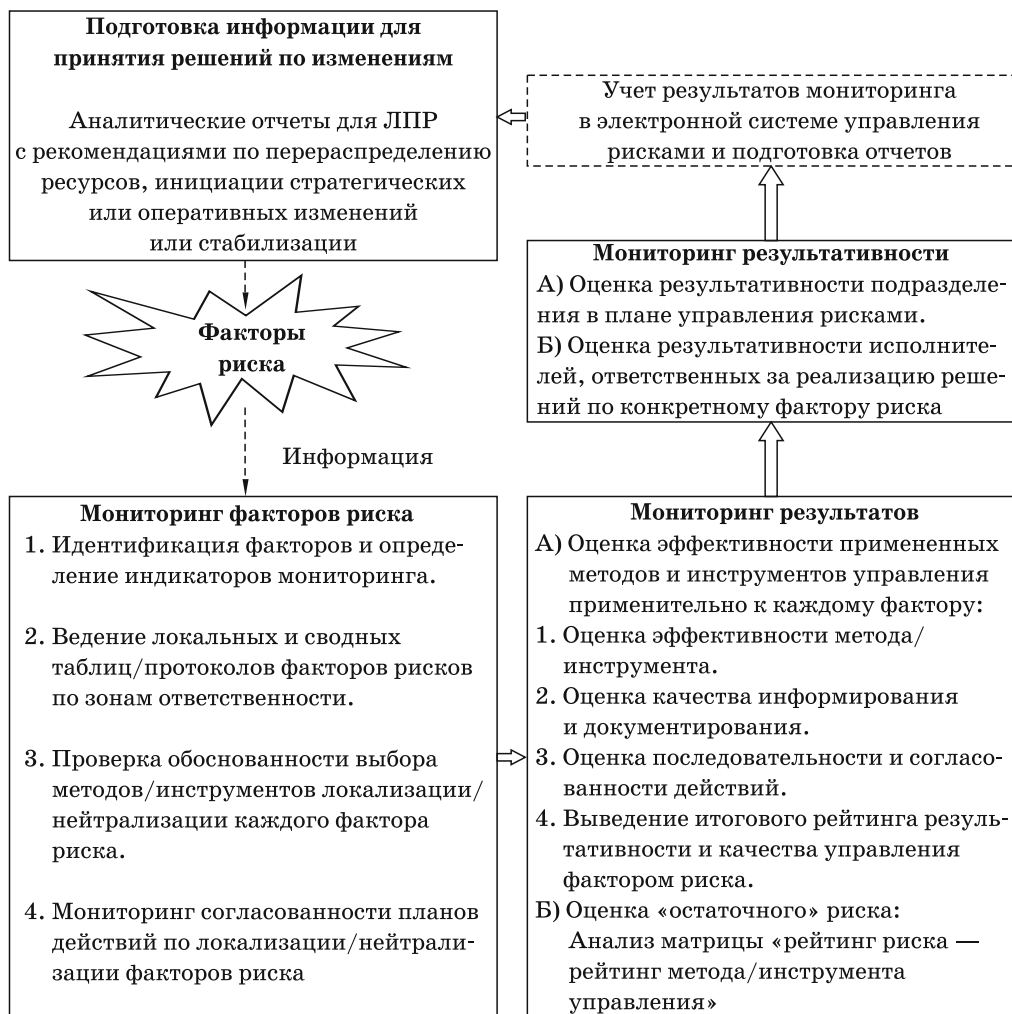 Подготовка информации для
принятия решений по изменениям
Аналитические отчеты для ЛПР
с рекомендациями по перераспределению
ресурсов, инициации стратегических
или оперативных изменений
или стабилизации
Учет результатов мониторинга
в электронной системе управления
рисками и подготовка отчетов
Мониторинг результативности
А) Оценка результативности подразделе-
ния в плане управления рисками.
Б) Оценка результативности исполните-
лей, ответственных за реализацию реше-
ний по конкретному фактору риска
Факторы
риска
Информация
Мониторинг факторов риска
1. Идентификация факторов и опреде-
ление индикаторов мониторинга.
2. Ведение локальных и сводных
таблиц/протоколов факторов рисков
по зонам ответственности.
3. Проверка обоснованности выбора
методов/инструментов локализации/
нейтрализации каждого фактора
риска.
4. Мониторинг согласованности планов
действий по локализации/нейтрали-
зации факторов риска
Мониторинг результатов
А) Оценка эффективности примененных
методов и инструментов управления
применительно к каждому фактору:
1. Оценка эффективности метода/
инструмента.
2. Оценка качества информирования
и документирования.
3. Оценка последовательности и согласо-
ванности действий.
4. Выведение итогового рейтинга резуль-
тативности и качества управления
фактором риска.
Б) Оценка «остаточного» риска:
Анализ матрицы «рейтинг риска —
рейтинг метода/инструмента
управления»